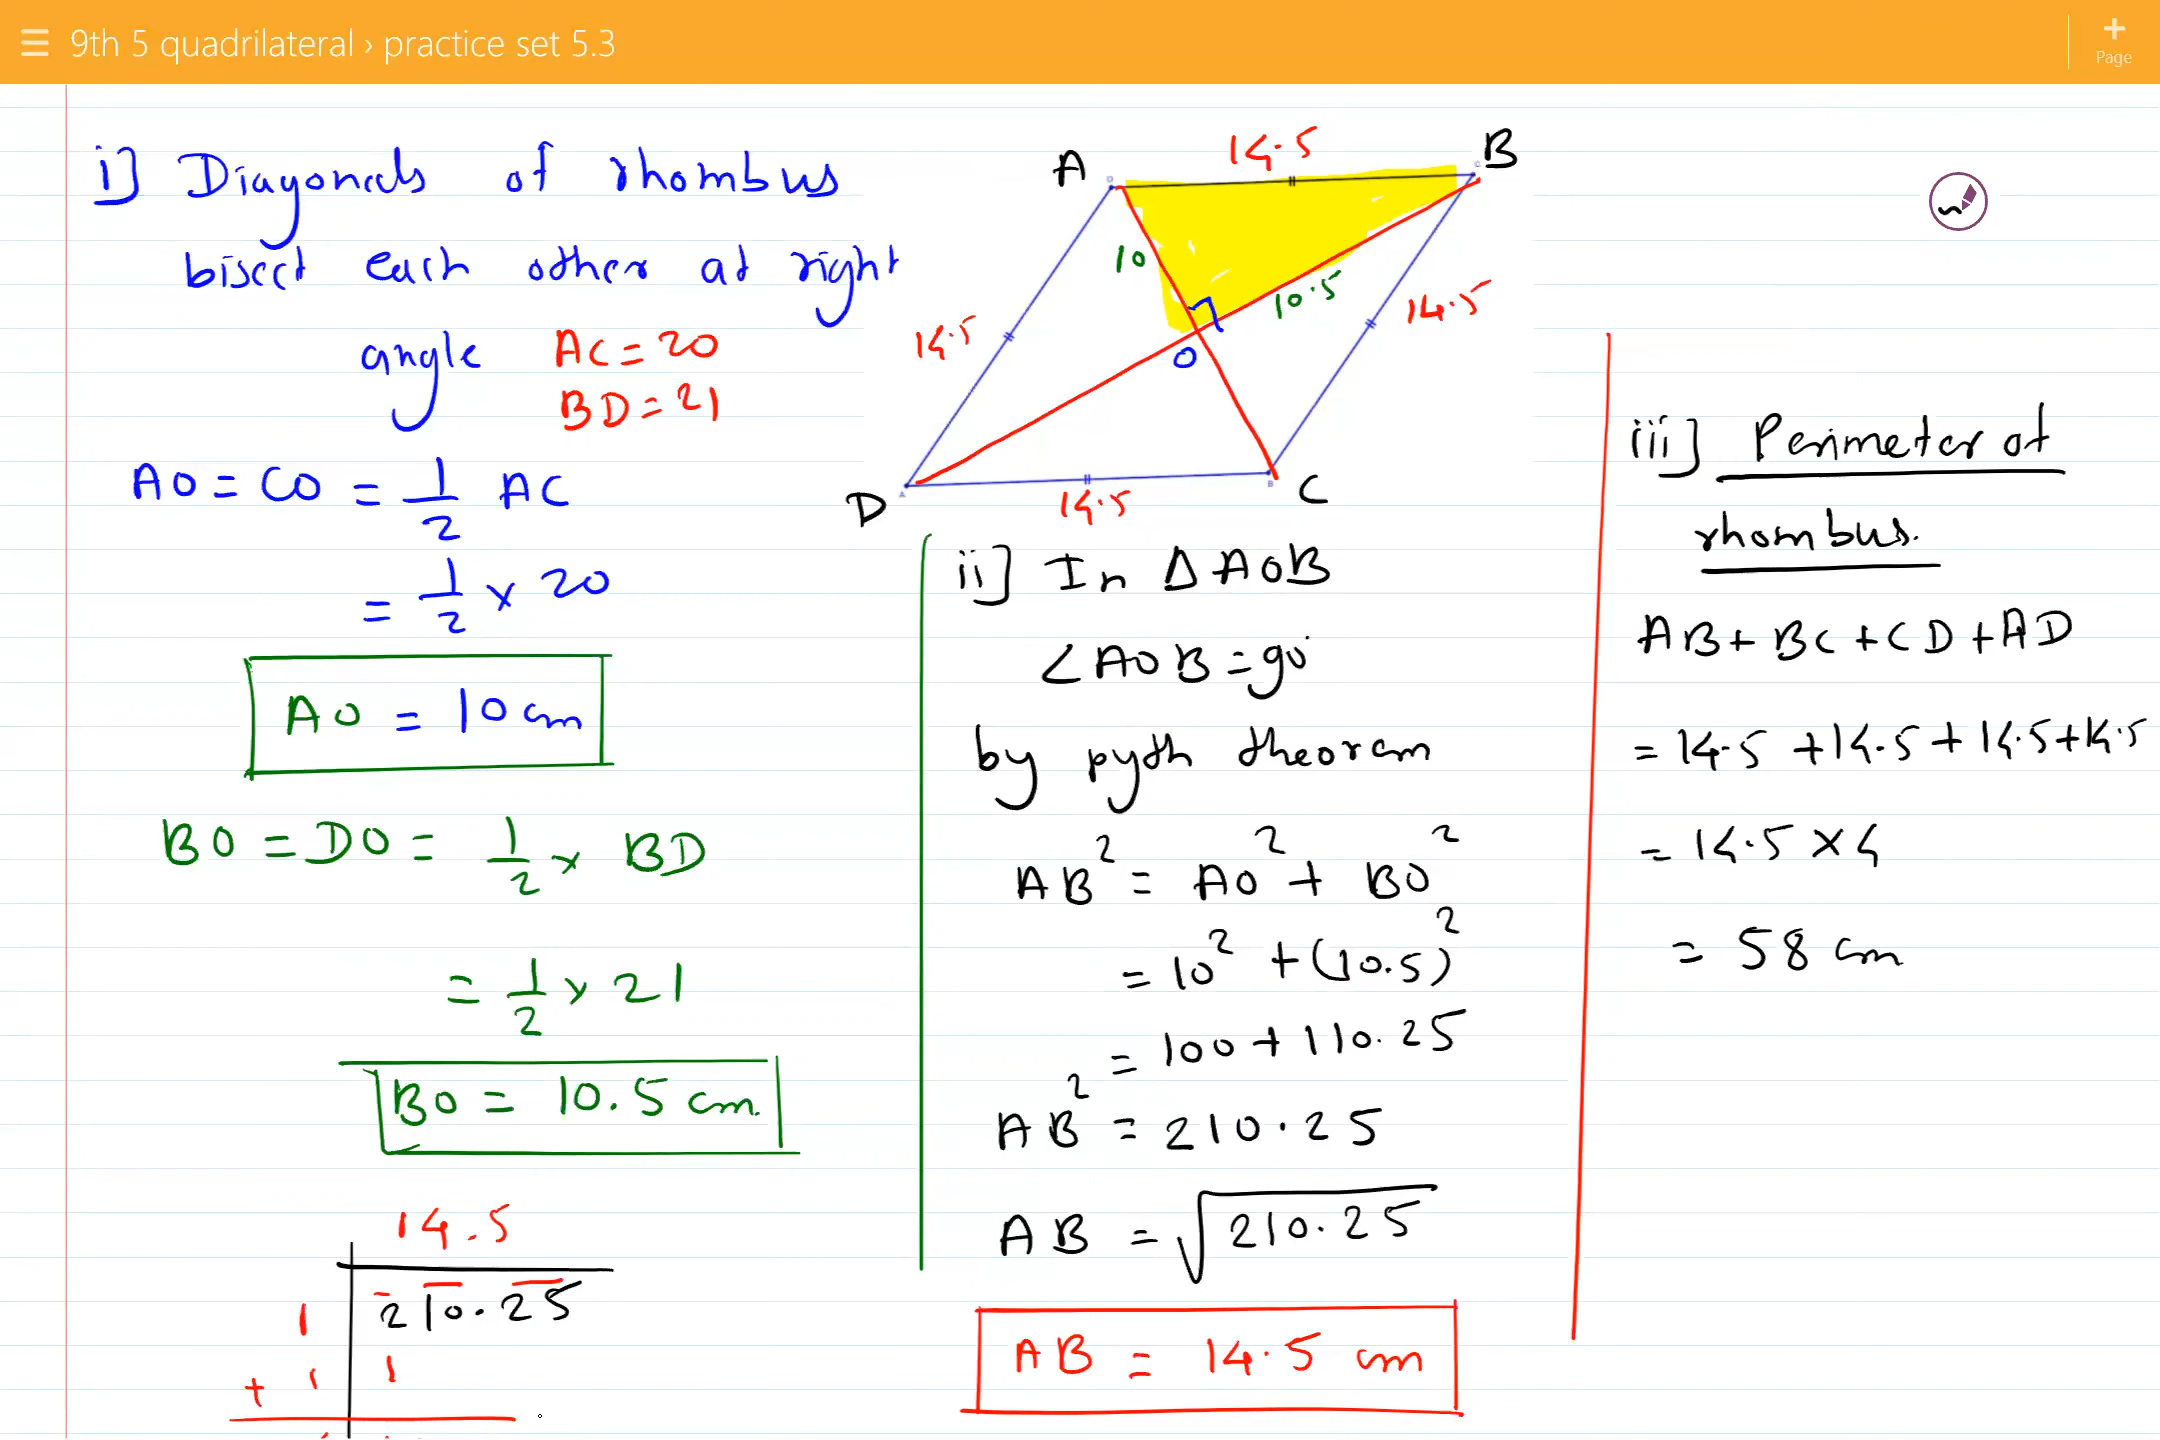 9th 5 quadrilateral › practice set 5.3
+
Page
i] Diagonals of rhombus
bisect each other at right
angle AC = 20
BD = 21
AO = CO = 1/2 AC
= 1/2 × 20
AO = 10 cm
BO = DO = 1/2 × BD
= 1/2 × 21
BO = 10.5 cm.
14.5
1 | 210.25
+ 1 | 1
A 14.5 B
10
10.5
14.5
14.5
O
D 14.5 C
ii] In Δ AOB
∠AOB = 90°
by pyth theorem
AB² = AO² + BO²
= 10² + (10.5)²
= 100 + 110.25
AB² = 210.25
AB = √210.25
AB = 14.5 cm
iii] Perimeter of
rhombus.
AB + BC + CD + AD
= 14.5 + 14.5 + 14.5 + 14.5
= 14.5 × 4
= 58 cm